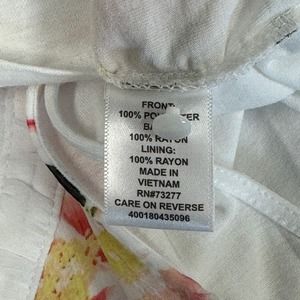 FRONT:
100%
100% RAYON
LINING:
100% RAYON
MADE IN
VIETNAM
RN#73277
CARE ON REVERSE
400180435096